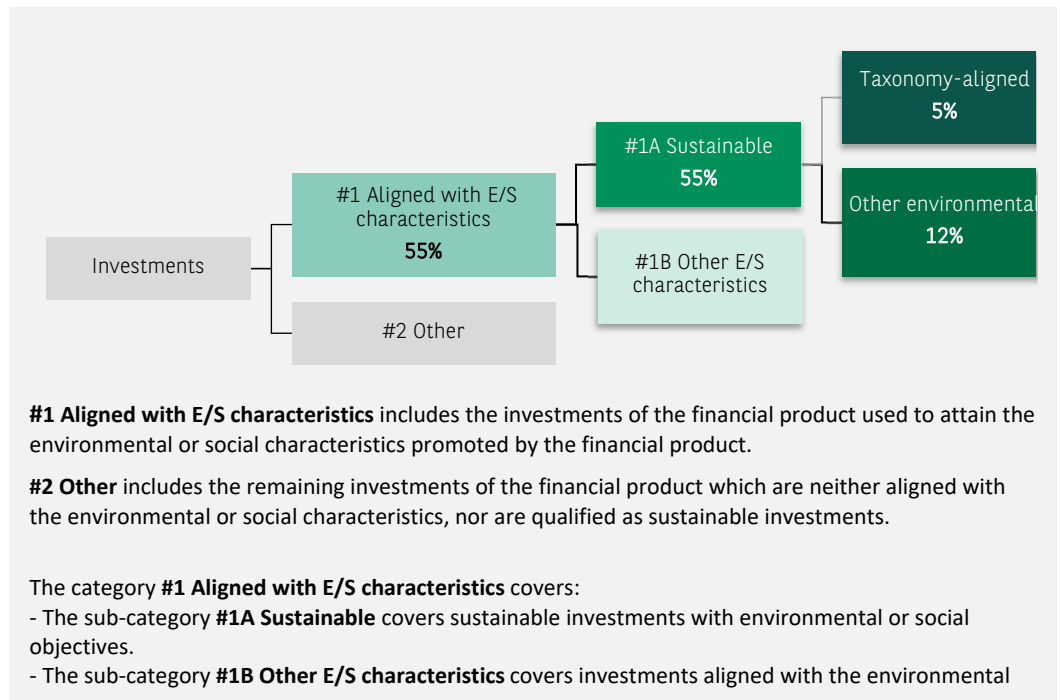 Taxonomy-aligned
5%
#1A Sustainable
55%
#1 Aligned with E/S
characteristics
55%
Other environmental
12%
Investments
#1B Other E/S
characteristics
#2 Other
#1 Aligned with E/S characteristics includes the investments of the financial product used to attain the
environmental or social characteristics promoted by the financial product.
#2 Other includes the remaining investments of the financial product which are neither aligned with
the environmental or social characteristics, nor are qualified as sustainable investments.
The category #1 Aligned with E/S characteristics covers:
- The sub-category #1A Sustainable covers sustainable investments with environmental or social
objectives.
- The sub-category #1B Other E/S characteristics covers investments aligned with the environmental